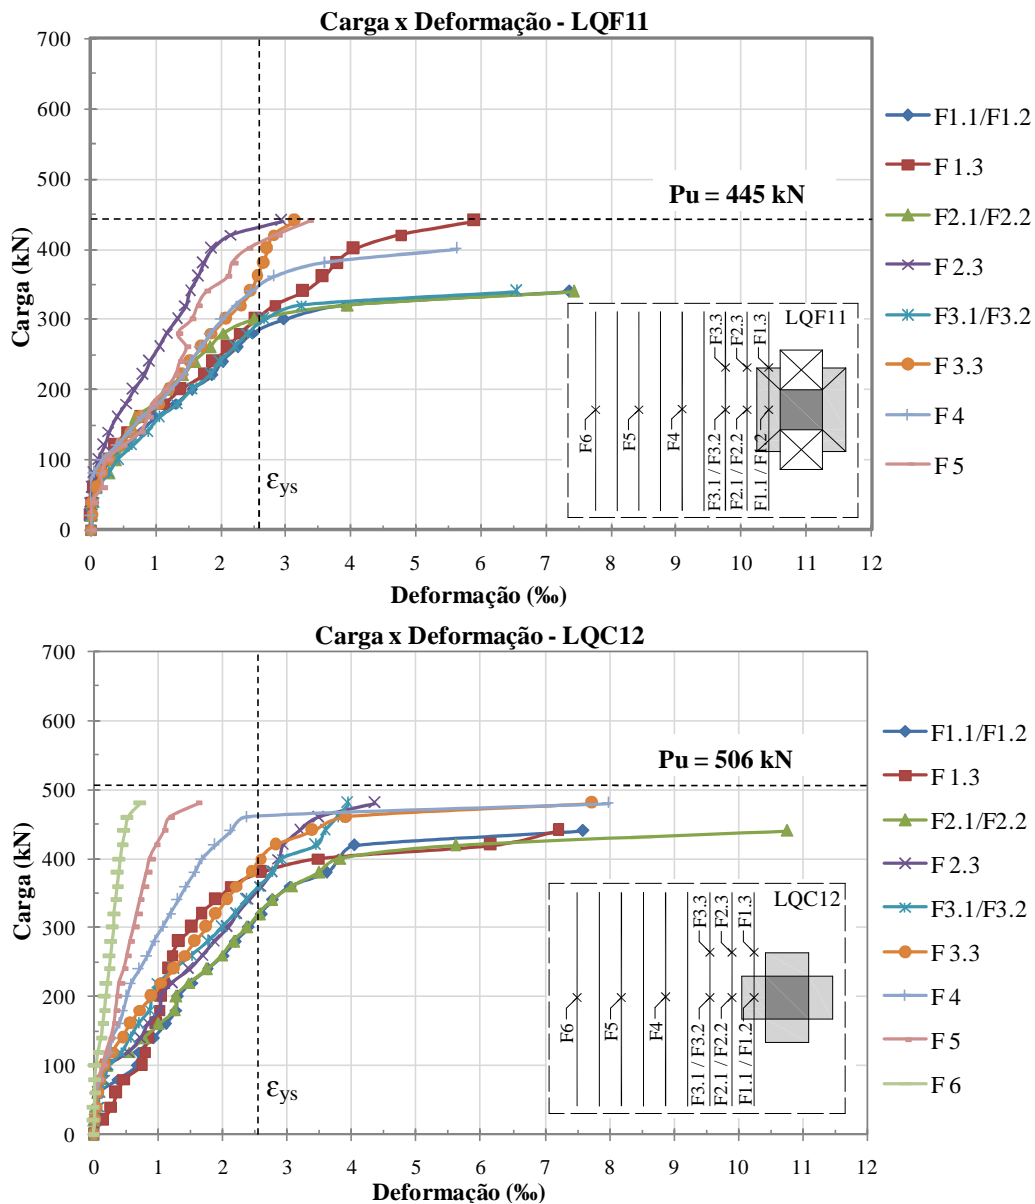 Carga x Deformação - LQF11
700
600
500
400
300
200
100
0
Carga (kN)
Pu = 445 kN
εys
0 1 2 3 4 5 6 7 8 9 10 11 12
Deformação (‰)
F1.1/F1.2
F 1.3
F2.1/F2.2
F 2.3
F3.1/F3.2
F 3.3
F 4
F 5
LQF11
F6
F5
F4
F3.3
F2.3
F1.3
F3.1 / F3.2
F2.1 / F2.2
F1.1 / F1.2
Carga x Deformação - LQC12
700
600
500
400
300
200
100
0
Carga (kN)
Pu = 506 kN
εys
0 1 2 3 4 5 6 7 8 9 10 11 12
Deformação (‰)
F1.1/F1.2
F 1.3
F2.1/F2.2
F 2.3
F3.1/F3.2
F 3.3
F 4
F 5
F 6
LQC12
F6
F5
F4
F3.3
F2.3
F1.3
F3.1 / F3.2
F2.1 / F2.2
F1.1 / F1.2